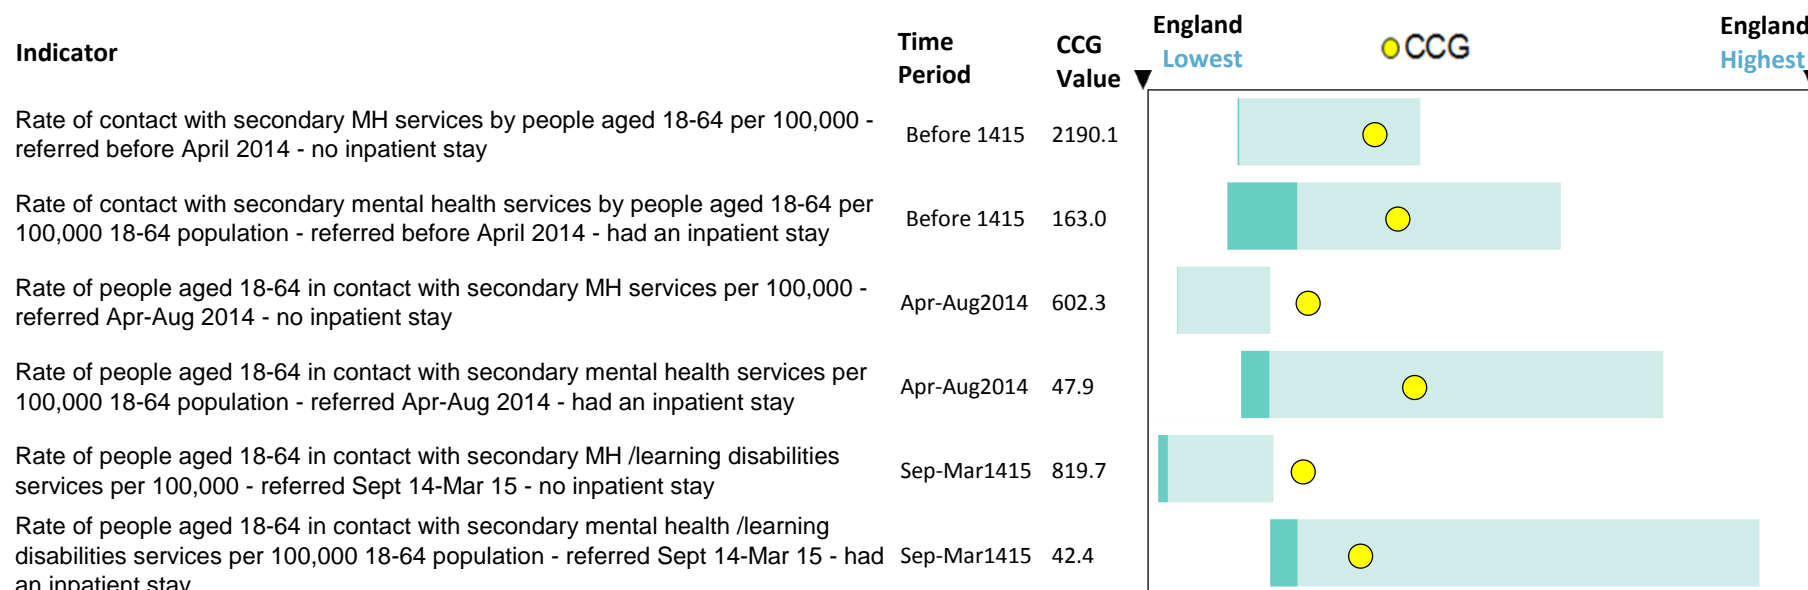 Indicator
Time Period
CCG Value
England Lowest
CCG
England Highest
Rate of contact with secondary MH services by people aged 18-64 per 100,000 -
referred before April 2014 - no inpatient stay
Before 1415 2190.1
Rate of contact with secondary mental health services by people aged 18-64 per
100,000 18-64 population - referred before April 2014 - had an inpatient stay
Before 1415 163.0
Rate of people aged 18-64 in contact with secondary MH services per 100,000 -
referred Apr-Aug 2014 - no inpatient stay
Apr-Aug2014 602.3
Rate of people aged 18-64 in contact with secondary mental health services per
100,000 18-64 population - referred Apr-Aug 2014 - had an inpatient stay
Apr-Aug2014 47.9
Rate of people aged 18-64 in contact with secondary MH /learning disabilities
services per 100,000 - referred Sept 14-Mar 15 - no inpatient stay
Sep-Mar1415 819.7
Rate of people aged 18-64 in contact with secondary mental health /learning
disabilities services per 100,000 18-64 population - referred Sept 14-Mar 15 - had
an inpatient stay
Sep-Mar1415 42.4